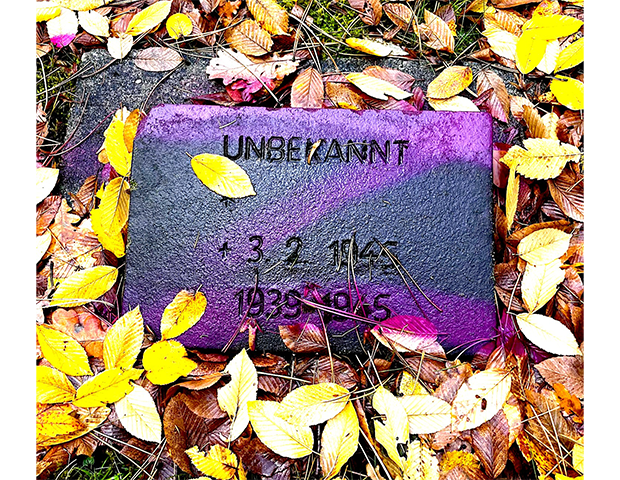 UNBEKANNT
*
+ 3. 2. 1945
1939-1945